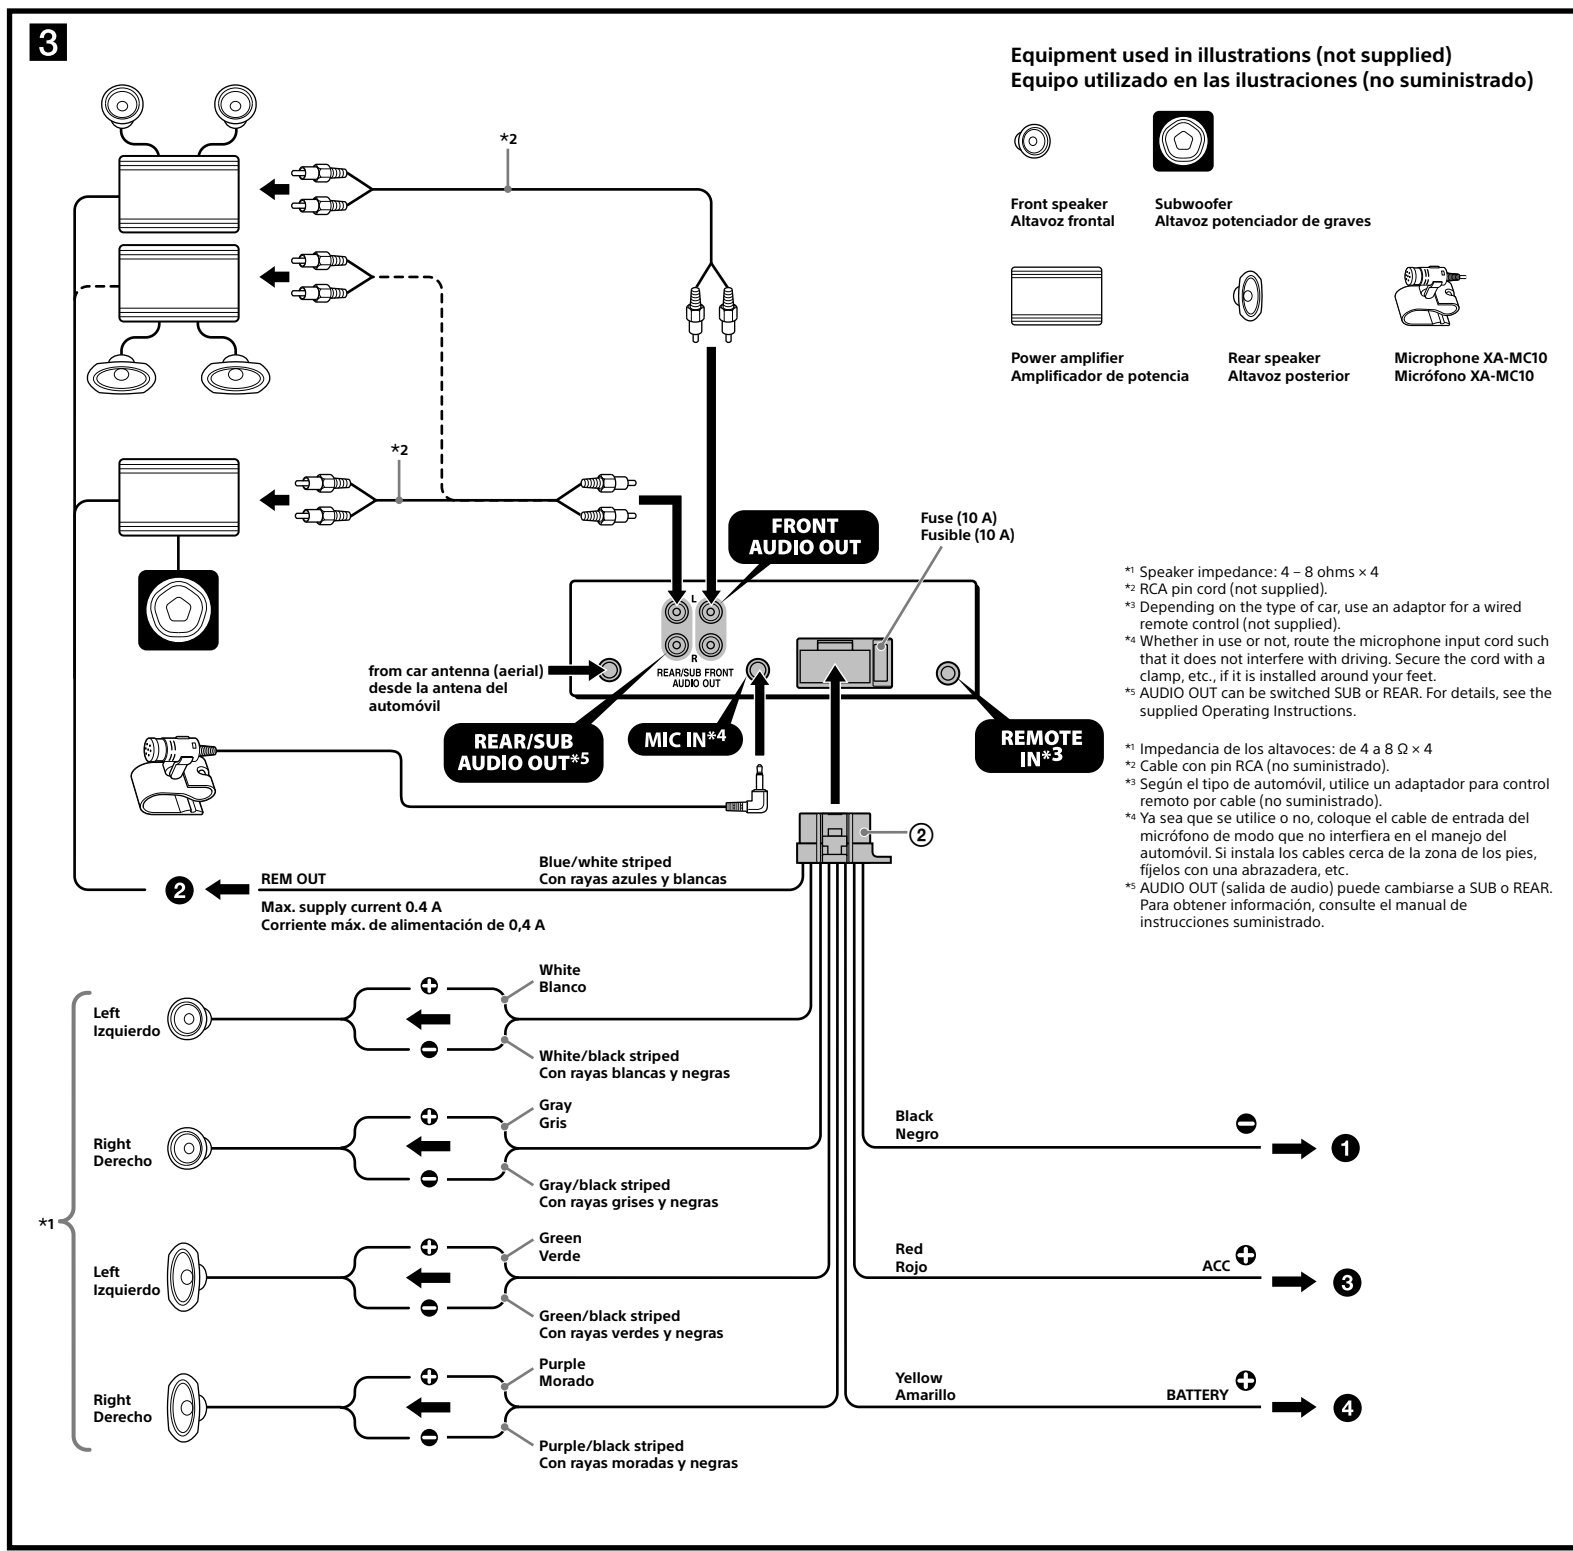 3
Equipment used in illustrations (not supplied)
Equipo utilizado en las ilustraciones (no suministrado)
Front speaker
Altavoz frontal
Subwoofer
Altavoz potenciador de graves
Power amplifier
Amplificador de potencia
Rear speaker
Altavoz posterior
Microphone XA-MC10
Micrófono XA-MC10
*2
*2
FRONT
AUDIO OUT
Fuse (10 A)
Fusible (10 A)
L
R
REAR/SUB FRONT
AUDIO OUT
from car antenna (aerial)
desde la antena del
automóvil
REAR/SUB
AUDIO OUT*5
MIC IN*4
REMOTE
IN*3
*1 Speaker impedance: 4 – 8 ohms × 4
*2 RCA pin cord (not supplied).
*3 Depending on the type of car, use an adaptor for a wired
remote control (not supplied).
*4 Whether in use or not, route the microphone input cord such
that it does not interfere with driving. Secure the cord with a
clamp, etc., if it is installed around your feet.
*5 AUDIO OUT can be switched SUB or REAR. For details, see the
supplied Operating Instructions.
*1 Impedancia de los altavoces: de 4 a 8 Ω × 4
*2 Cable con pin RCA (no suministrado).
*3 Según el tipo de automóvil, utilice un adaptador para control
remoto por cable (no suministrado).
*4 Ya sea que se utilice o no, coloque el cable de entrada del
micrófono de modo que no interfiera en el manejo del
automóvil. Si instala los cables cerca de la zona de los pies,
fíjelos con una abrazadera, etc.
*5 AUDIO OUT (salida de audio) puede cambiarse a SUB o REAR.
Para obtener información, consulte el manual de
instrucciones suministrado.
②
❷
REM OUT
Blue/white striped
Con rayas azules y blancas
Max. supply current 0.4 A
Corriente máx. de alimentación de 0,4 A
*1
Left
Izquierdo
White
Blanco
White/black striped
Con rayas blancas y negras
Right
Derecho
Gray
Gris
Gray/black striped
Con rayas grises y negras
Left
Izquierdo
Green
Verde
Green/black striped
Con rayas verdes y negras
Right
Derecho
Purple
Morado
Purple/black striped
Con rayas moradas y negras
Black
Negro
❶
Red
Rojo
ACC
❸
Yellow
Amarillo
BATTERY
❹